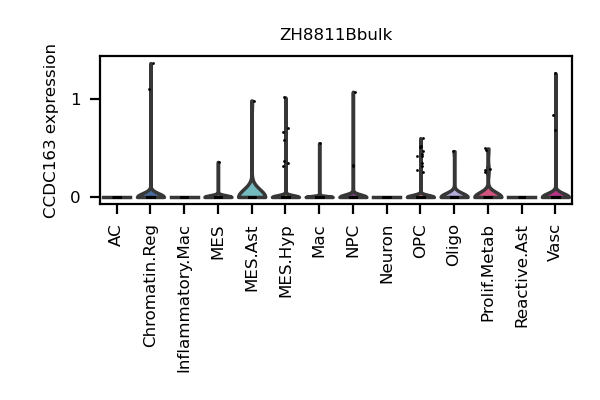 ZH8811Bbulk
CCDC163 expression
1
0
AC
Chromatin.Reg
Inflammatory.Mac
MES
MES.Ast
MES.Hyp
Mac
NPC
Neuron
OPC
Oligo
Prolif.Metab
Reactive.Ast
Vasc